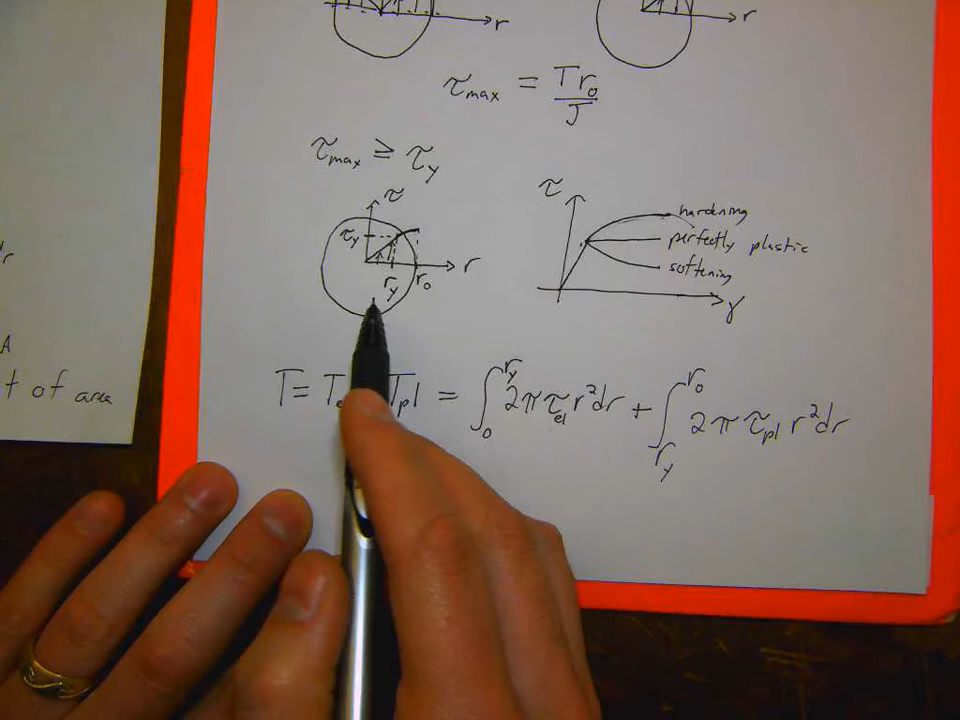 r r
τmax = Tr₀/J
τmax ≥ τy
τ
τy
r
ry r₀
τ
hardening
perfectly plastic
softening
γ
T = Te Tpl = ∫₀^ry 2πτel r²dr + ∫ry^r₀ 2πτpl r²dr
r
A
t of area